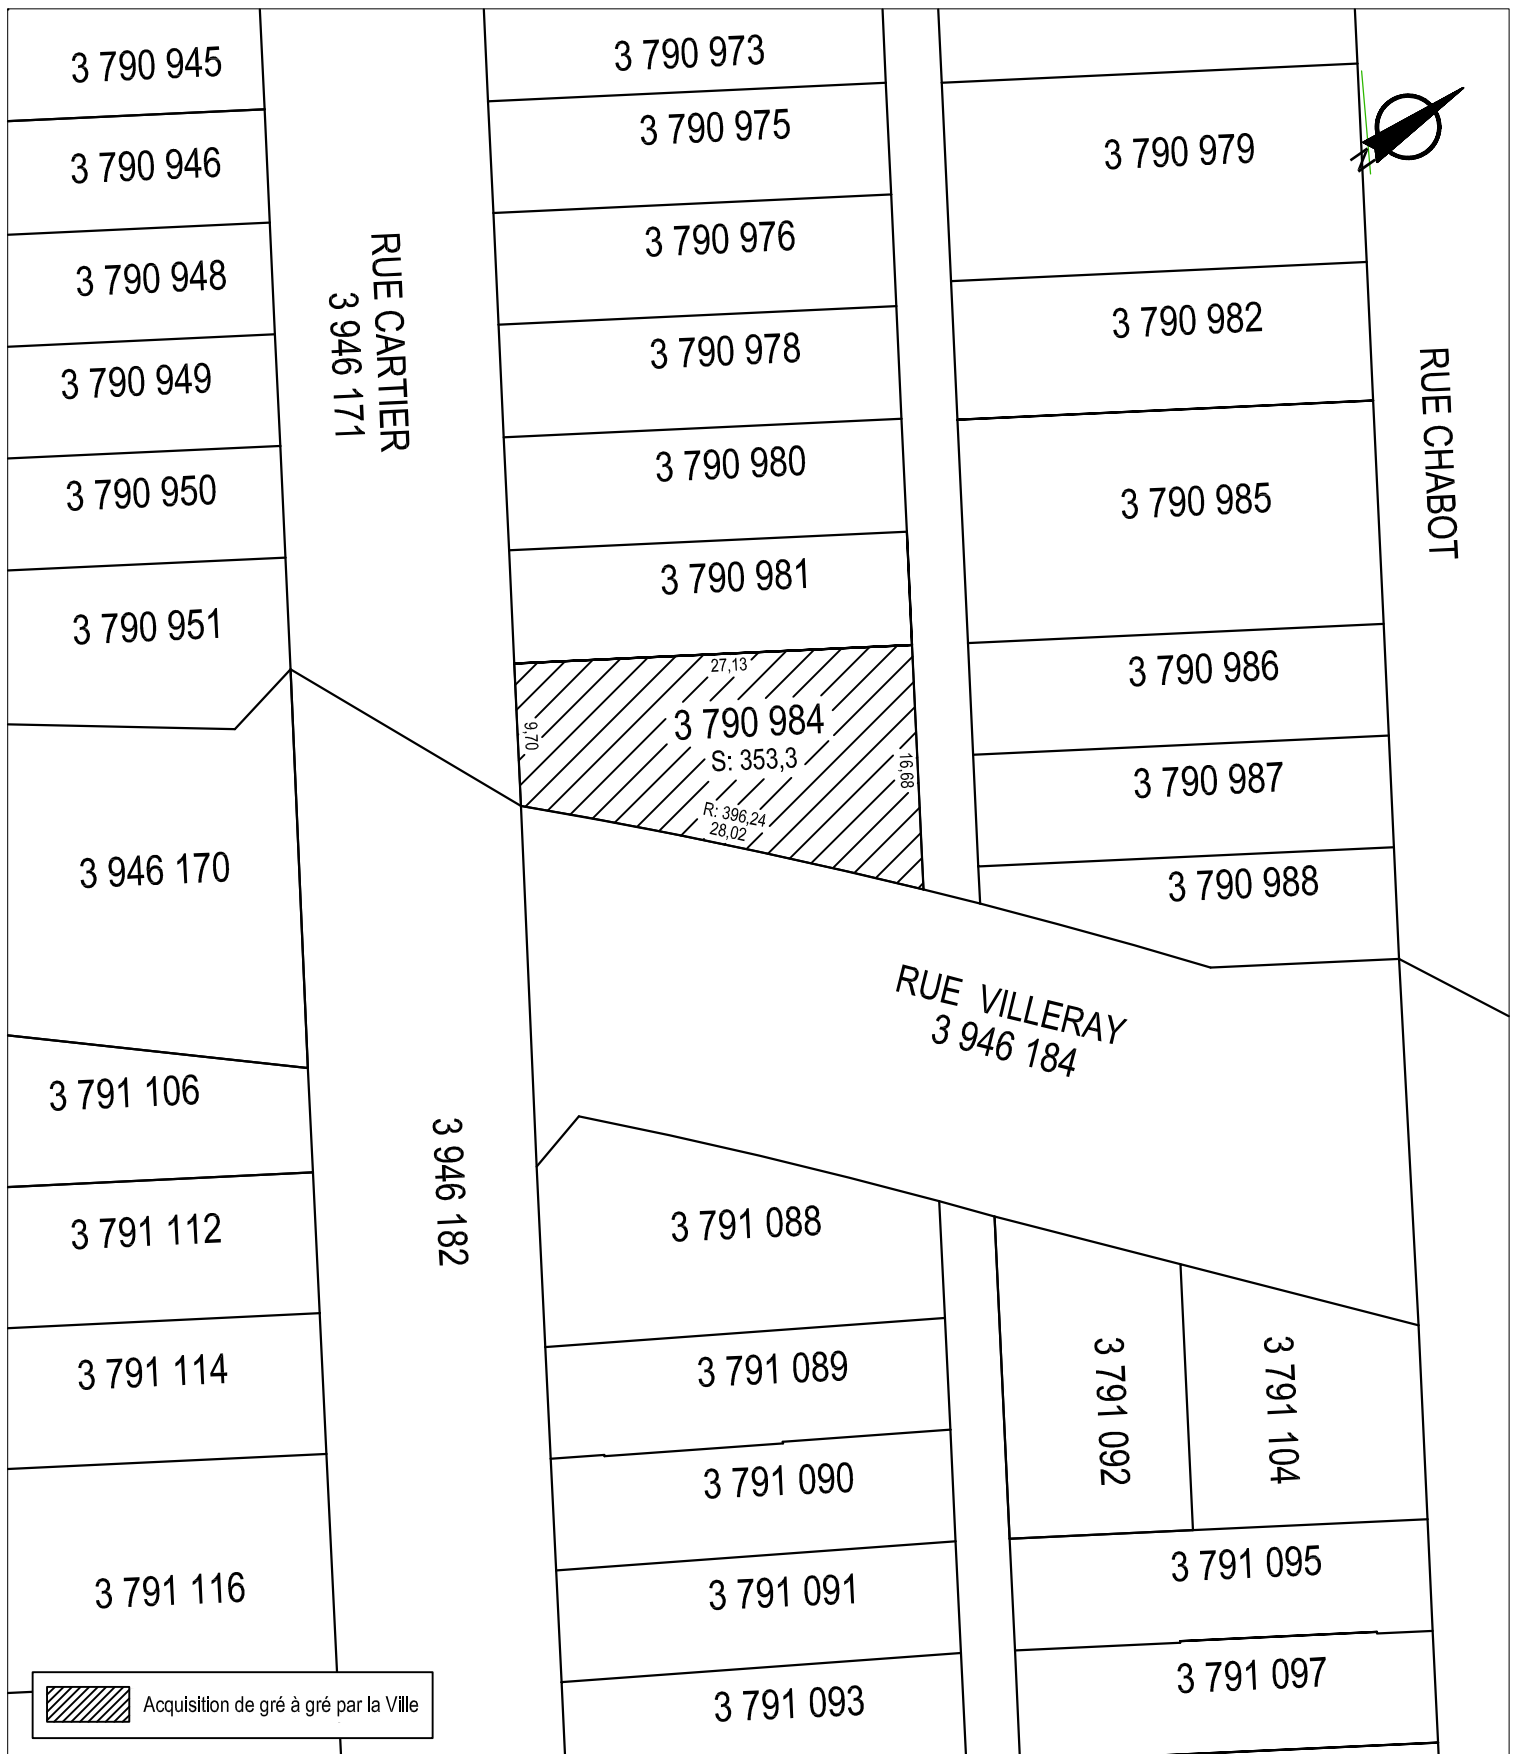 3 790 945
3 790 946
3 790 948
3 790 949
3 790 950
3 790 951
3 946 170
3 791 106
3 791 112
3 791 114
3 791 116
RUE CARTIER
3 946 171
3 946 182
3 790 973
3 790 975
3 790 976
3 790 978
3 790 980
3 790 981
27,13
3 790 984
S: 353,3
9,70
16,68
R: 396,24
28,02
3 790 979
3 790 982
3 790 985
3 790 986
3 790 987
3 790 988
N
RUE CHABOT
RUE VILLERAY
3 946 184
3 791 088
3 791 089
3 791 090
3 791 091
3 791 093
3 791 092
3 791 104
3 791 095
3 791 097
Acquisition de gré à gré par la Ville